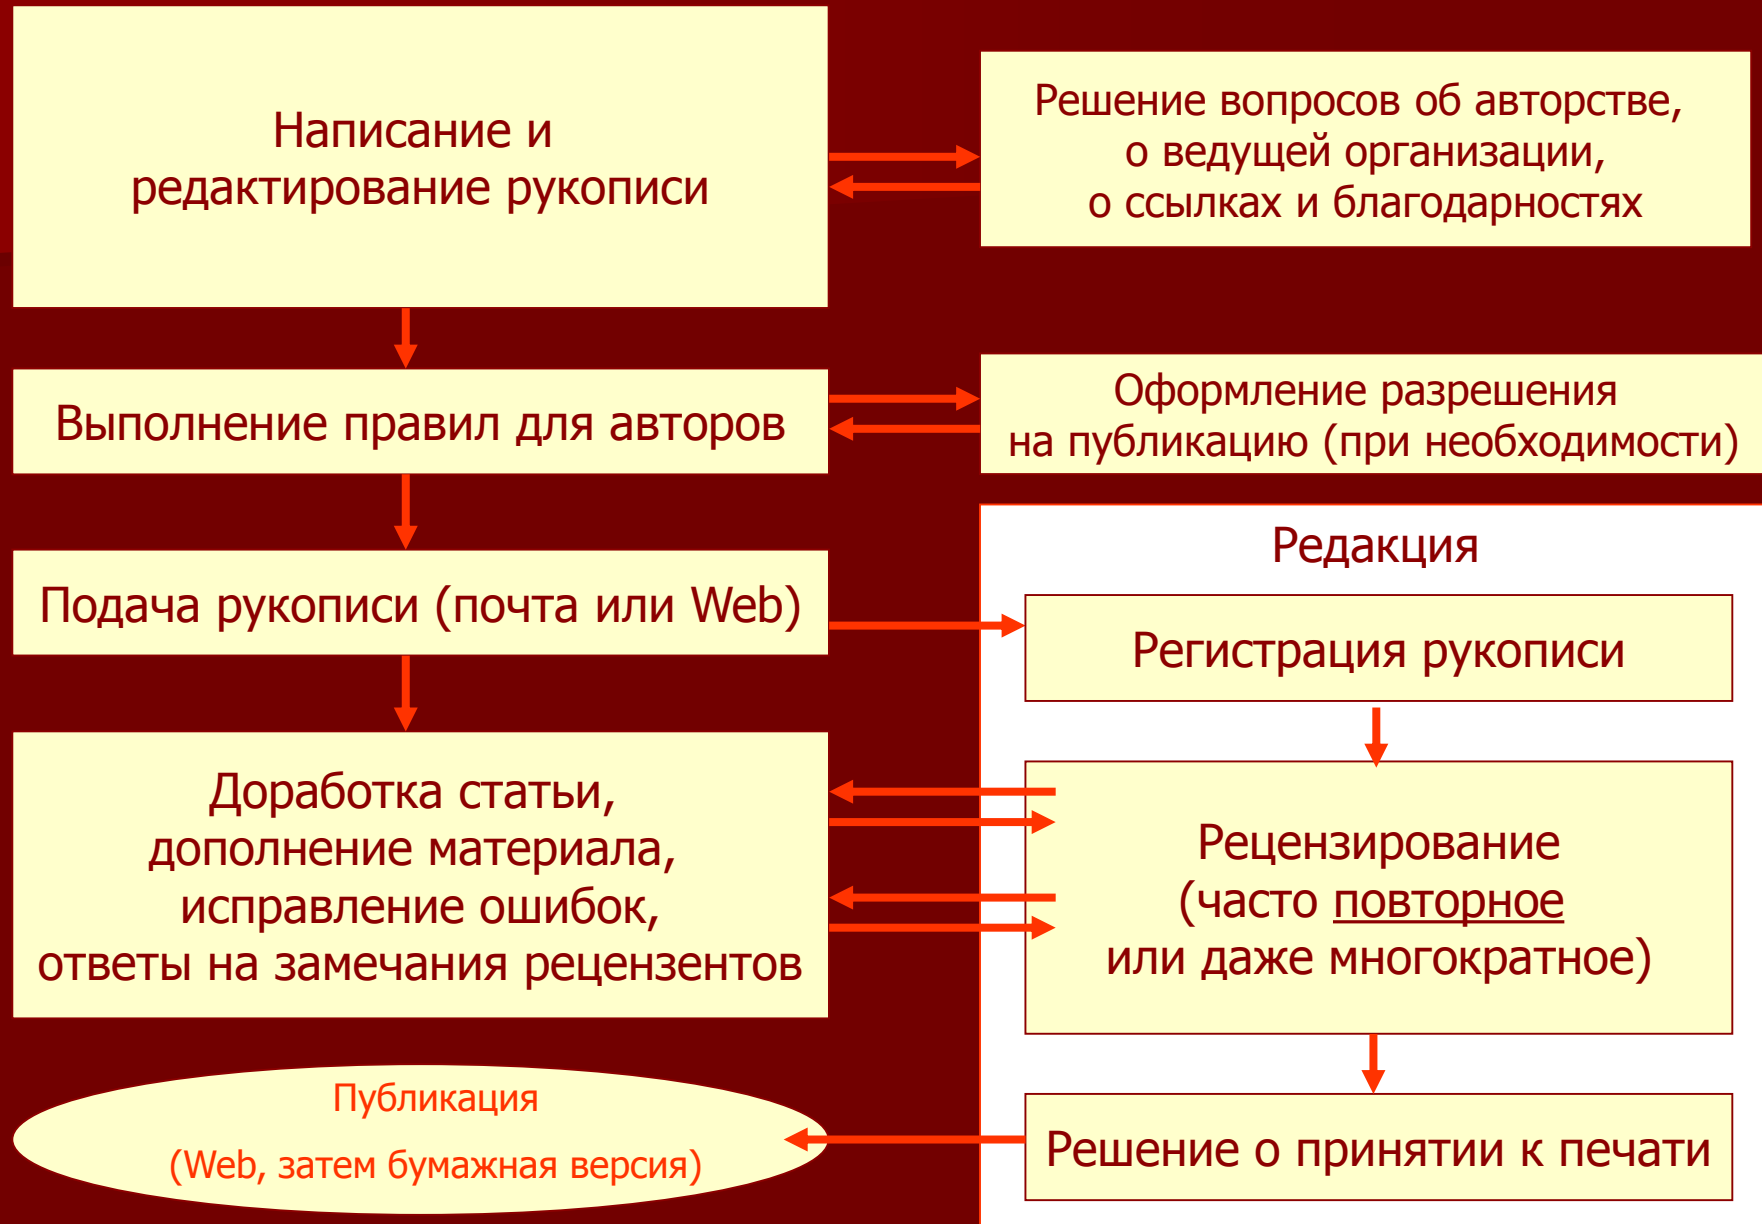 Написание и
редактирование рукописи
Решение вопросов об авторстве,
о ведущей организации,
о ссылках и благодарностях
Выполнение правил для авторов
Оформление разрешения
на публикацию (при необходимости)
Подача рукописи (почта или Web)
Редакция
Регистрация рукописи
Доработка статьи,
дополнение материала,
исправление ошибок,
ответы на замечания рецензентов
Рецензирование
(часто повторное
или даже многократное)
Публикация
(Web, затем бумажная версия)
Решение о принятии к печати